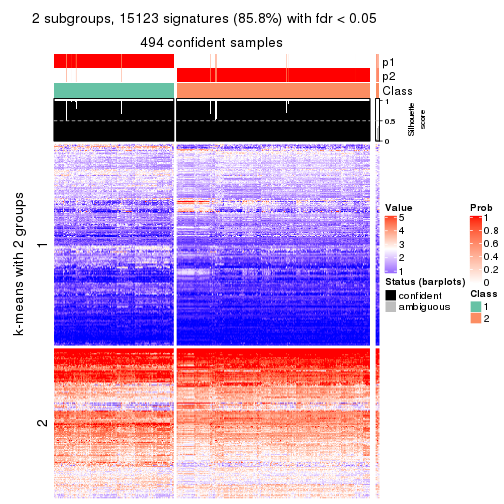 2 subgroups, 15123 signatures (85.8%) with fdr < 0.05
494 confident samples
p1
p2
Class
1
0.5
0
Silhouette
score
k-means with 2 groups
1
2
Value
5
4
3
2
1
Status (barplots)
confident
ambiguous
Prob
1
0.8
0.6
0.4
0.2
0
Class
1
2